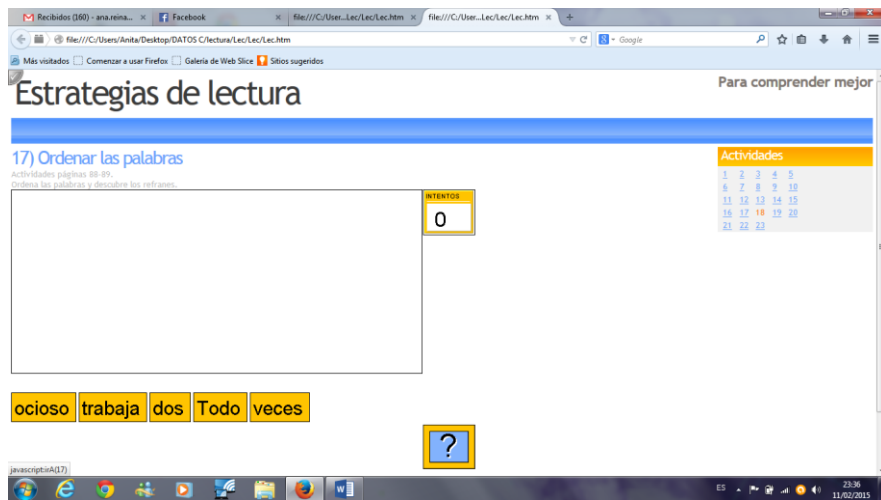 Recibidos (160) - ana.reina... ×
Facebook ×
file:///C:/User...Lec/Lec/Lec.htm ×
file:///C:/User...Lec/Lec/Lec.htm ×
file:///C:/Users/Anita/Desktop/DATOS C/lectura/Lec/Lec/Lec.htm
Google
Más visitados Comenzar a usar Firefox Galería de Web Slice Sitios sugeridos
Estrategias de lectura
Para comprender mejor
17) Ordenar las palabras
Actividades páginas 88-89.
Ordena las palabras y descubre los refranes.
INTENTOS
0
Actividades
1 2 3 4 5
6 7 8 9 10
11 12 13 14 15
16 17 18 19 20
21 22 23
ocioso trabaja dos Todo veces
?
javascript:irA(17)
ES
23:36
11/02/2015